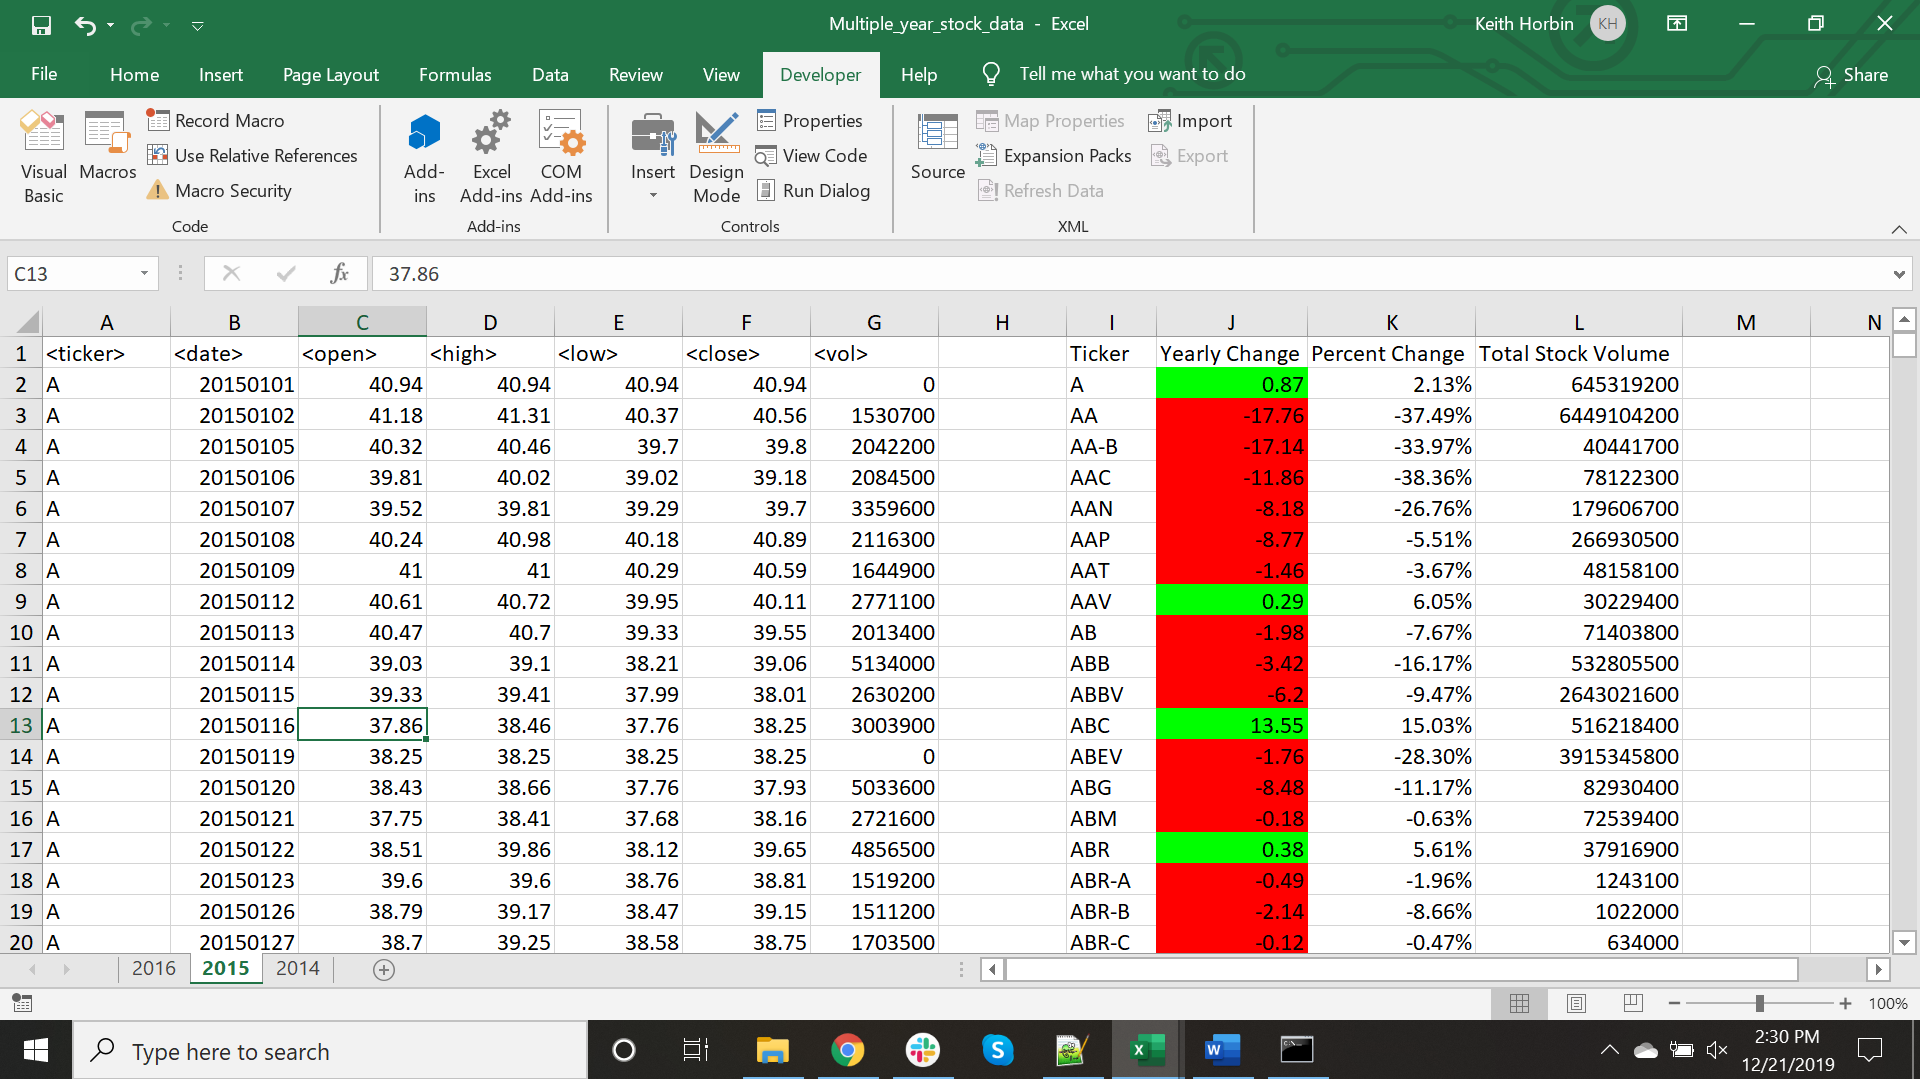 Multiple_year_stock_data - Excel
Keith Horbin KH
File Home Insert Page Layout Formulas Data Review View Developer Help Tell me what you want to do Share
Visual Basic
Macros
Record Macro
Use Relative References
Macro Security
Code
Add-ins
Excel Add-ins
COM Add-ins
Add-ins
Insert
Design Mode
Properties
View Code
Run Dialog
Controls
Source
Map Properties
Expansion Packs
Refresh Data
Import
Export
XML
C13 fx 37.86
A B C D E F G H I J K L M N
1 <ticker> <date> <open> <high> <low> <close> <vol> Ticker Yearly Change Percent Change Total Stock Volume
2 A 20150101 40.94 40.94 40.94 40.94 0 A 0.87 2.13% 645319200
3 A 20150102 41.18 41.31 40.37 40.56 1530700 AA -17.76 -37.49% 6449104200
4 A 20150105 40.32 40.46 39.7 39.8 2042200 AA-B -17.14 -33.97% 40441700
5 A 20150106 39.81 40.02 39.02 39.18 2084500 AAC -11.86 -38.36% 78122300
6 A 20150107 39.52 39.81 39.29 39.7 3359600 AAN -8.18 -26.76% 179606700
7 A 20150108 40.24 40.98 40.18 40.89 2116300 AAP -8.77 -5.51% 266930500
8 A 20150109 41 41 40.29 40.59 1644900 AAT -1.46 -3.67% 48158100
9 A 20150112 40.61 40.72 39.95 40.11 2771100 AAV 0.29 6.05% 30229400
10 A 20150113 40.47 40.7 39.33 39.55 2013400 AB -1.98 -7.67% 71403800
11 A 20150114 39.03 39.1 38.21 39.06 5134000 ABB -3.42 -16.17% 532805500
12 A 20150115 39.33 39.41 37.99 38.01 2630200 ABBV -6.2 -9.47% 2643021600
13 A 20150116 37.86 38.46 37.76 38.25 3003900 ABC 13.55 15.03% 516218400
14 A 20150119 38.25 38.25 38.25 38.25 0 ABEV -1.76 -28.30% 3915345800
15 A 20150120 38.43 38.66 37.76 37.93 5033600 ABG -8.48 -11.17% 82930400
16 A 20150121 37.75 38.41 37.68 38.16 2721600 ABM -0.18 -0.63% 72539400
17 A 20150122 38.51 39.86 38.12 39.65 4856500 ABR 0.38 5.61% 37916900
18 A 20150123 39.6 39.6 38.76 38.81 1519200 ABR-A -0.49 -1.96% 1243100
19 A 20150126 38.79 39.17 38.47 39.15 1511200 ABR-B -2.14 -8.66% 1022000
20 A 20150127 38.7 39.25 38.58 38.75 1703500 ABR-C -0.12 -0.47% 634000
2016 2015 2014
100%
Type here to search
2:30 PM
12/21/2019